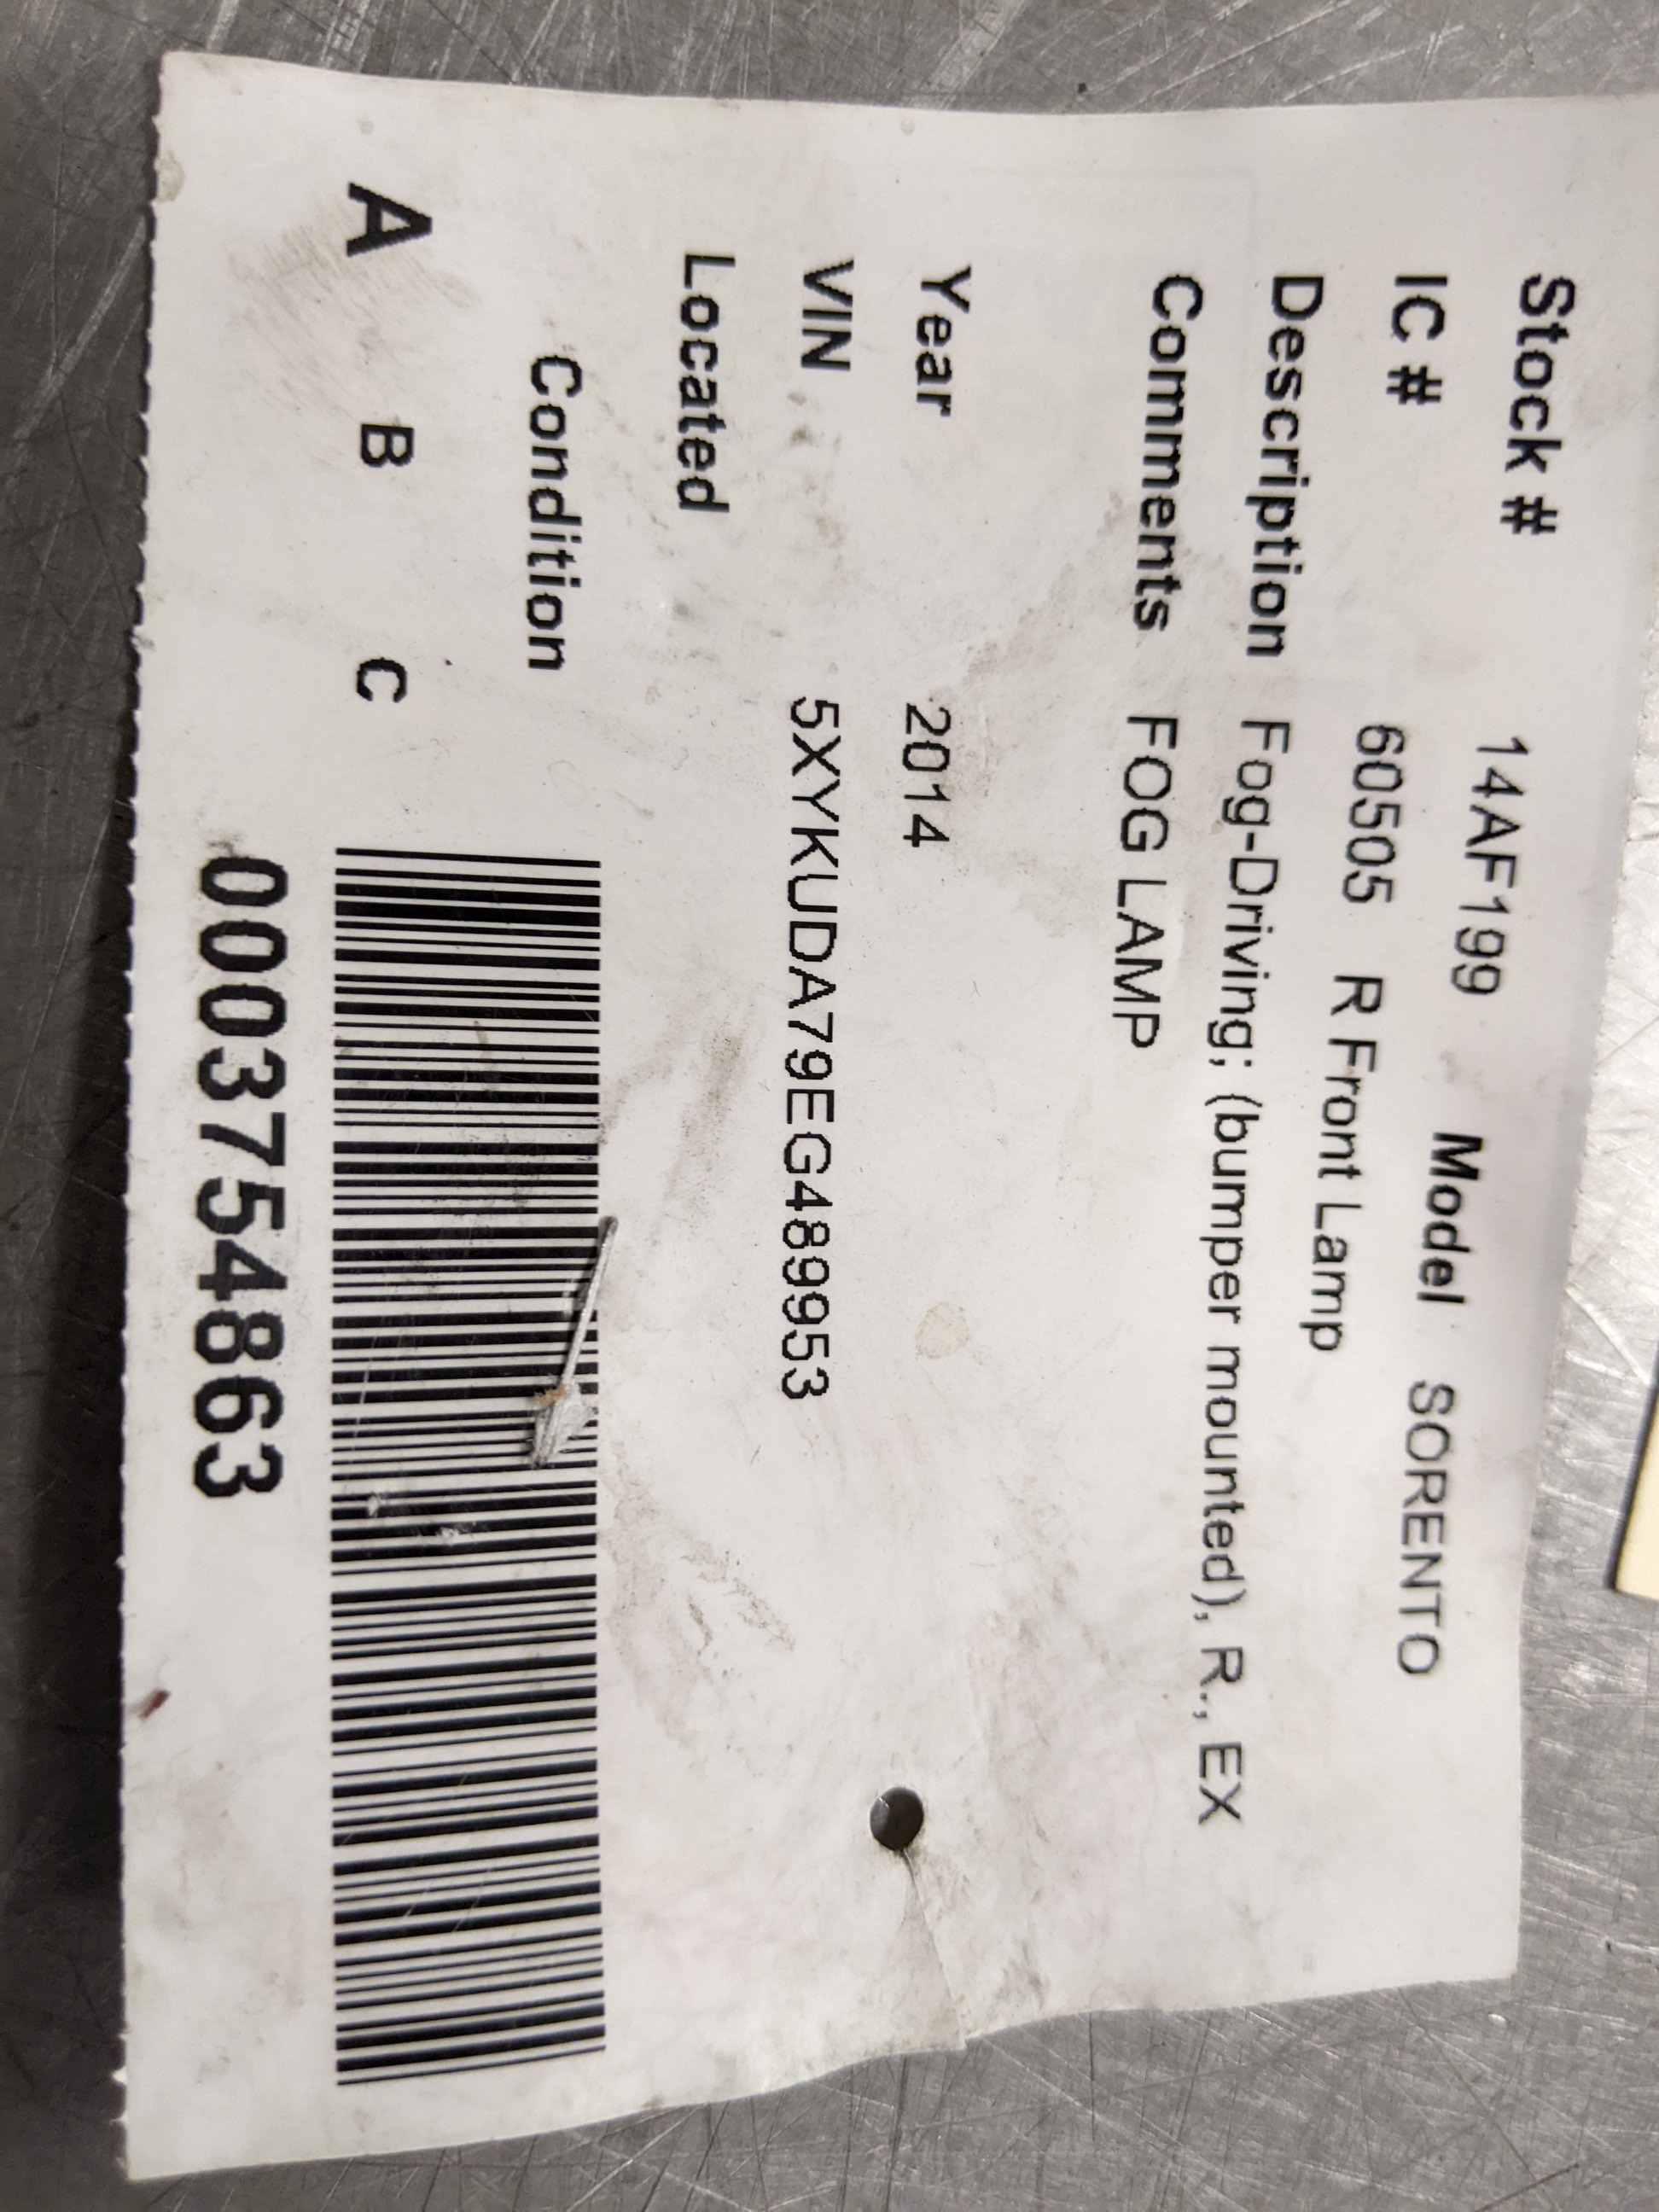 Stock # 14AF199 Model SORENTO
IC # 60505 R Front Lamp
Description Fog-Driving; (bumper mounted), R., EX
Comments FOG LAMP
Year 2014
VIN 5XYKUDA79EG489953
Located
Condition
A B C
0003754863